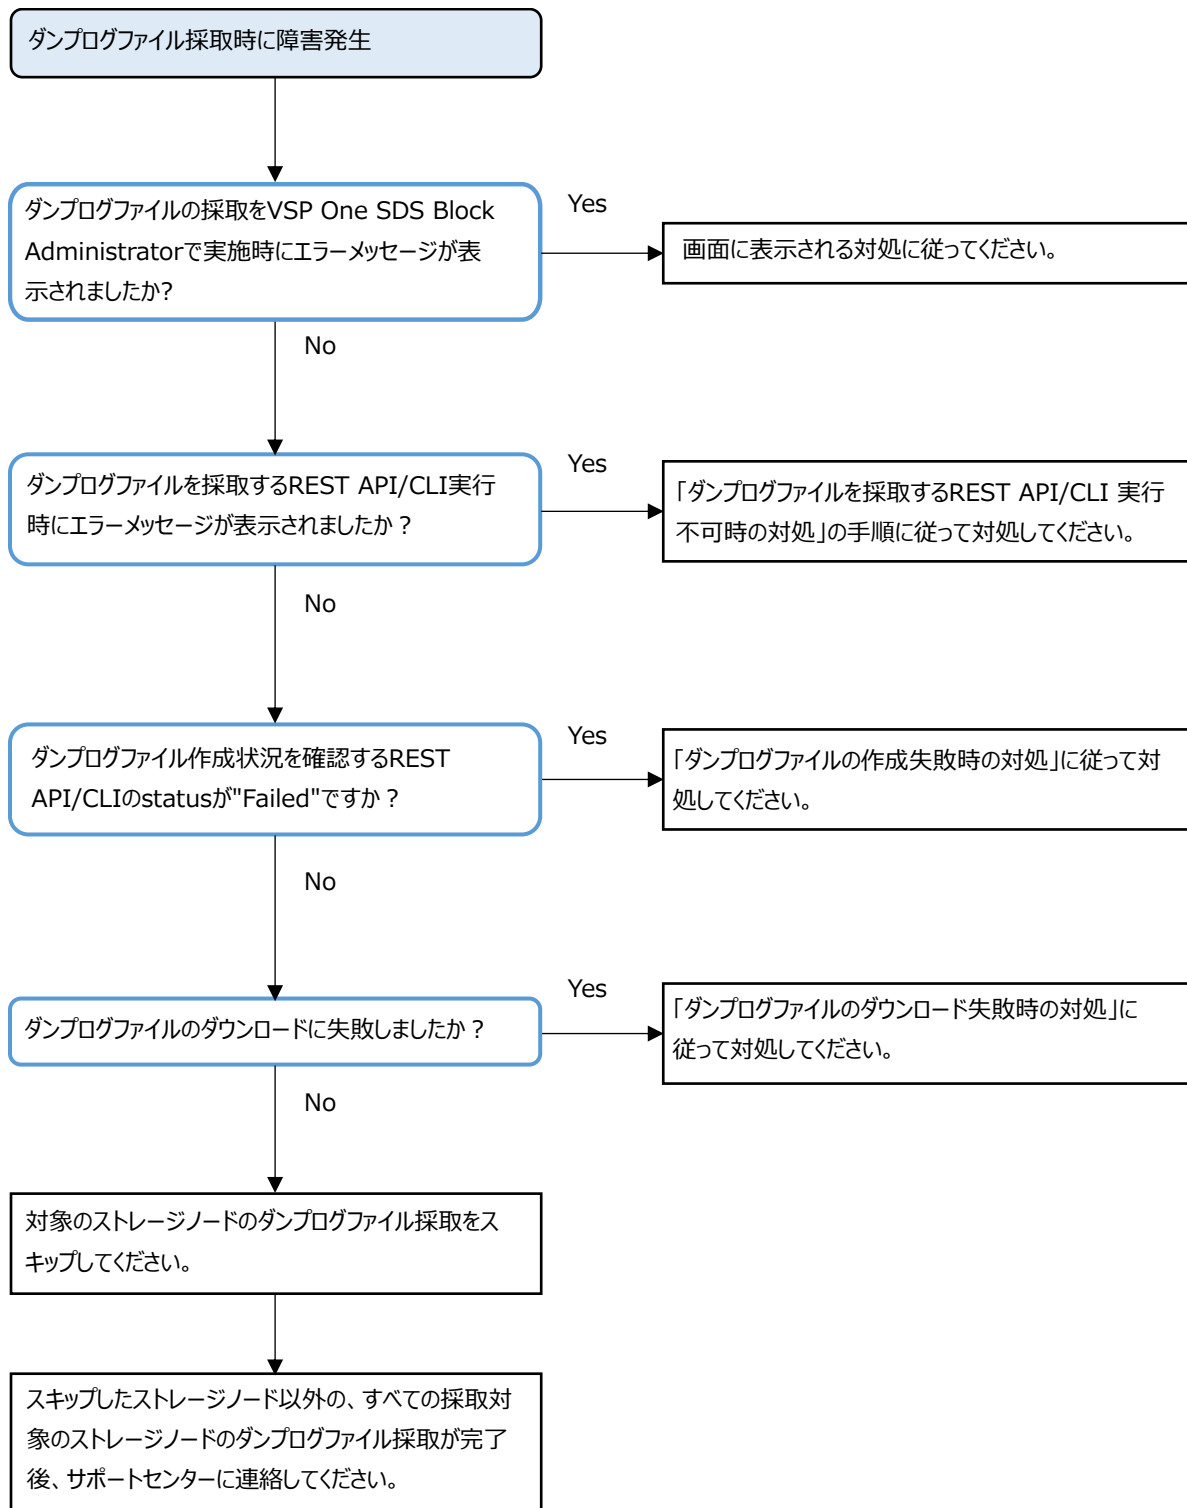 ダンプログファイル採取時に障害発生
ダンプログファイルの採取をVSP One SDS Block
Administratorで実施時にエラーメッセージが表
示されましたか?
Yes
画面に表示される対処に従ってください。
No
ダンプログファイルを採取するREST API/CLI実行
時にエラーメッセージが表示されましたか？
Yes
「ダンプログファイルを採取するREST API/CLI 実行
不可時の対処」の手順に従って対処してください。
No
ダンプログファイル作成状況を確認するREST
API/CLIのstatusが"Failed"ですか？
Yes
「ダンプログファイルの作成失敗時の対処」に従って対
処してください。
No
ダンプログファイルのダウンロードに失敗しましたか？
Yes
「ダンプログファイルのダウンロード失敗時の対処」に
従って対処してください。
No
対象のストレージノードのダンプログファイル採取をス
キップしてください。
スキップしたストレージノード以外の、すべての採取対
象のストレージノードのダンプログファイル採取が完了
後、サポートセンターに連絡してください。